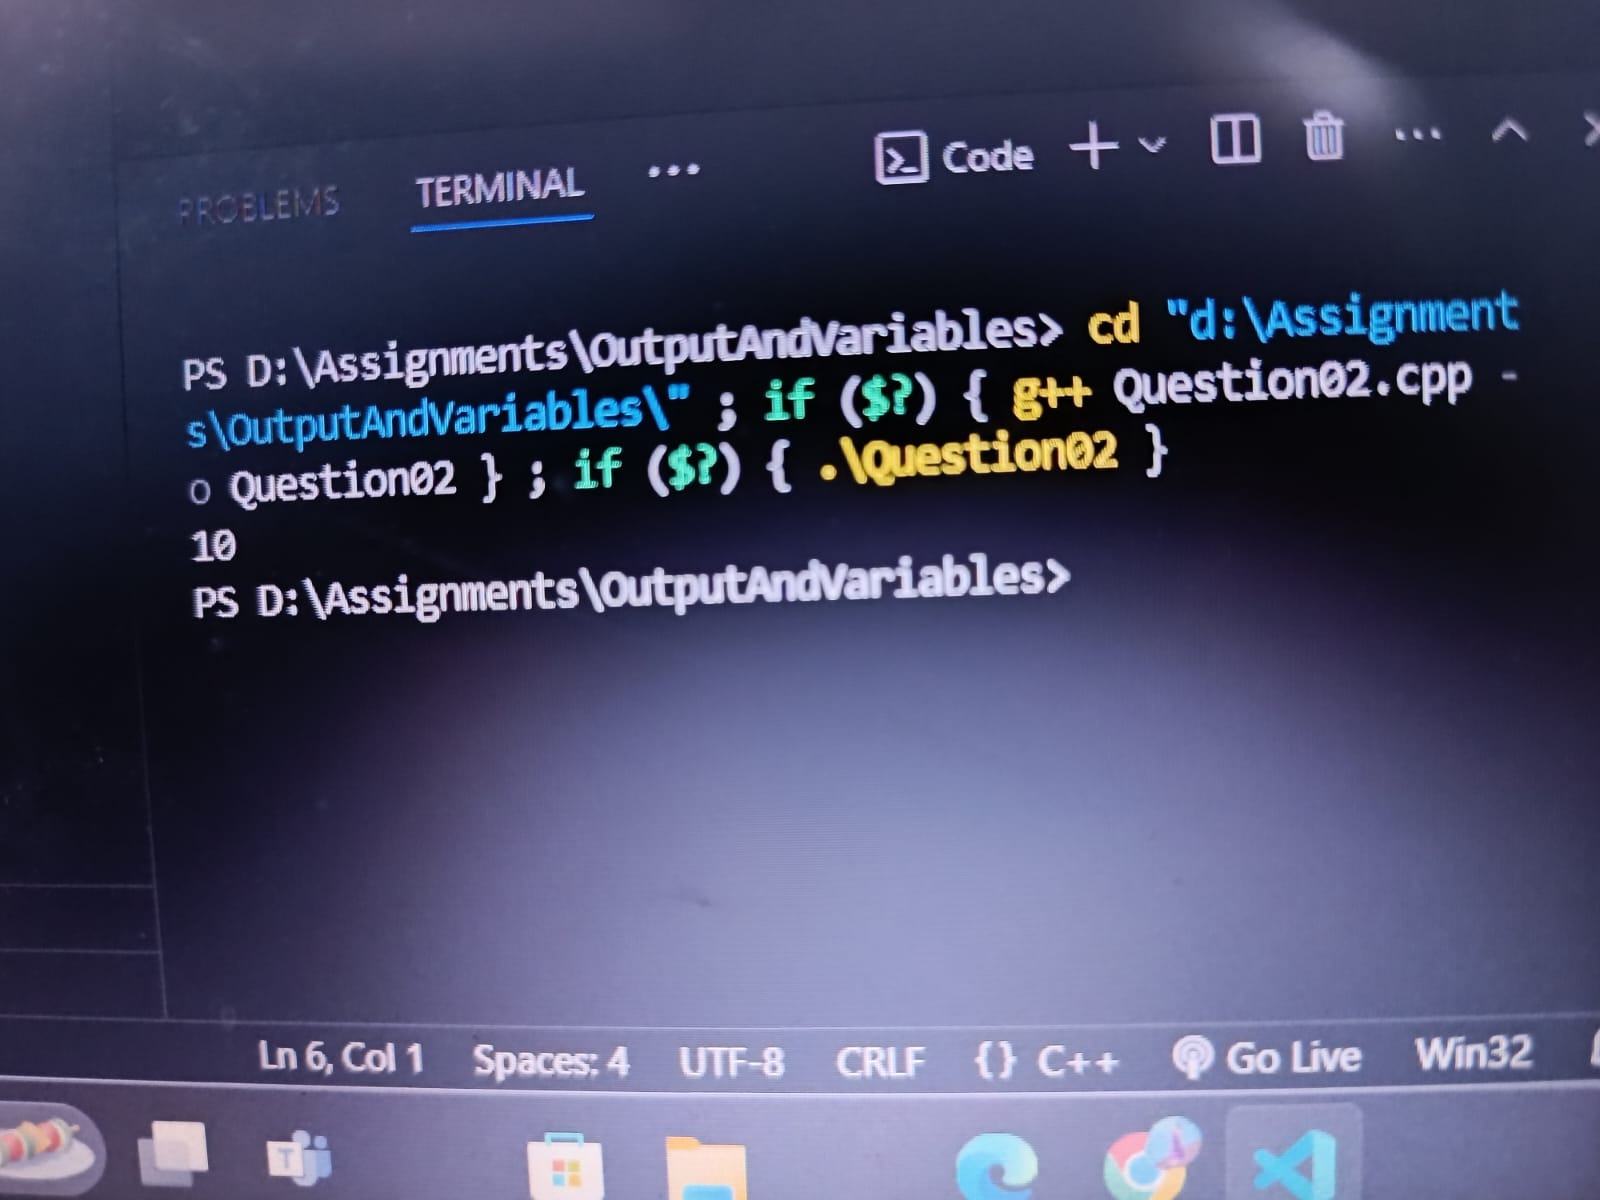 PROBLEMS TERMINAL ... Code
PS D:\Assignments\OutputAndVariables> cd "d:\Assignment
s\OutputAndVariables\" ; if ($?) { g++ Question02.cpp -
o Question02 } ; if ($?) { .\Question02 }
10
PS D:\Assignments\OutputAndVariables>
Ln 6, Col 1 Spaces: 4 UTF-8 CRLF {} C++ Go Live Win32
T